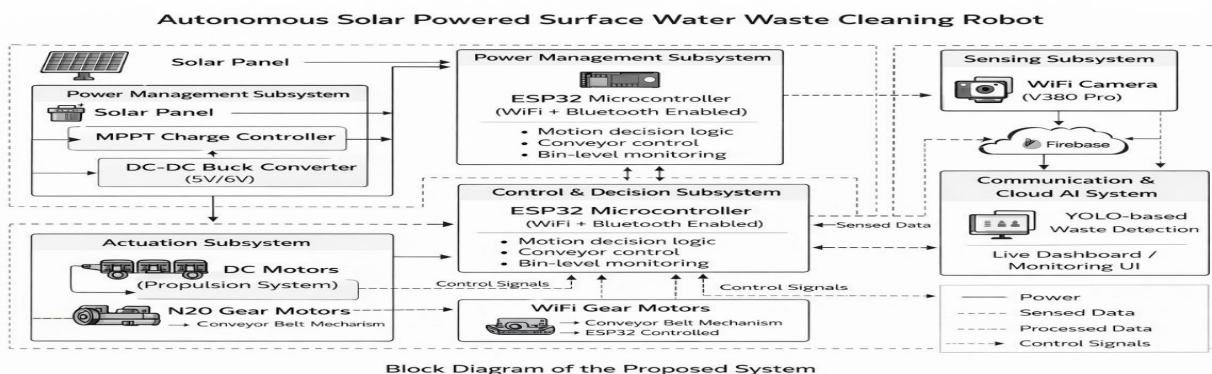 Autonomous Solar Powered Surface Water Waste Cleaning Robot
Solar Panel
Power Management Subsystem
Solar Panel
MPPT Charge Controller
DC-DC Buck Converter
(5V/6V)
Power Management Subsystem
ESP32 Microcontroller
(WiFi + Bluetooth Enabled)
• Motion decision logic
• Conveyor control
• Bin-level monitoring
Sensing Subsystem
WiFi Camera
(V380 Pro)
Firebase
Control & Decision Subsystem
ESP32 Microcontroller
(WiFi + Bluetooth Enabled)
• Motion decision logic
• Conveyor control
• Bin-level monitoring
Sensed Data
Communication &
Cloud AI System
YOLO-based
Waste Detection
Live Dashboard /
Monitoring UI
Actuation Subsystem
DC Motors
(Propulsion System)
N20 Gear Motors
Conveyor Belt Mechasism
Control Signals
WiFi Gear Motors
Conveyor Belt Mechanism
ESP32 Controlled
Control Signals
Power
Sensed Data
Processed Data
Control Signals
Block Diagram of the Proposed System